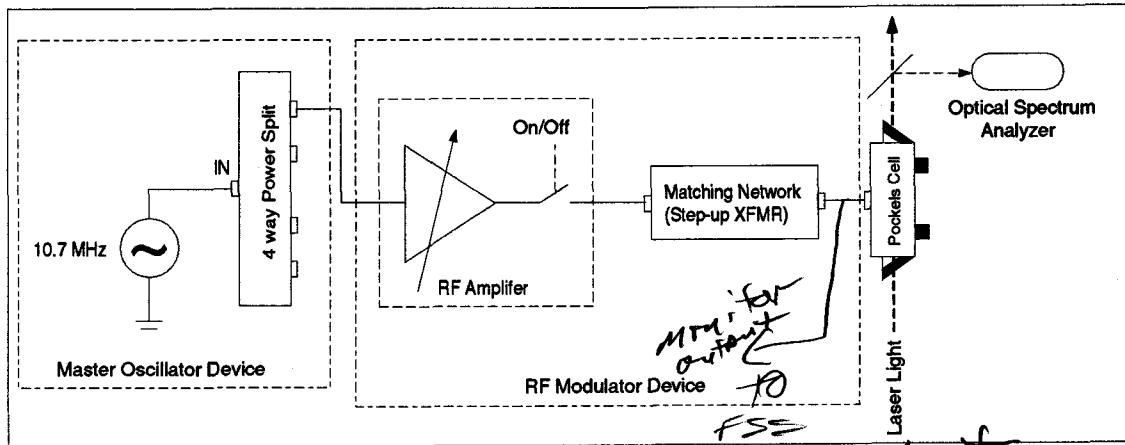 10.7 MHz
IN
4 way Power Split
Master Oscillator Device
On/Off
RF Amplifer
Matching Network
(Step-up XFMR)
RF Modulator Device
Monitor
output
to
FSS
Pockels Cell
Laser Light
Optical Spectrum
Analyzer